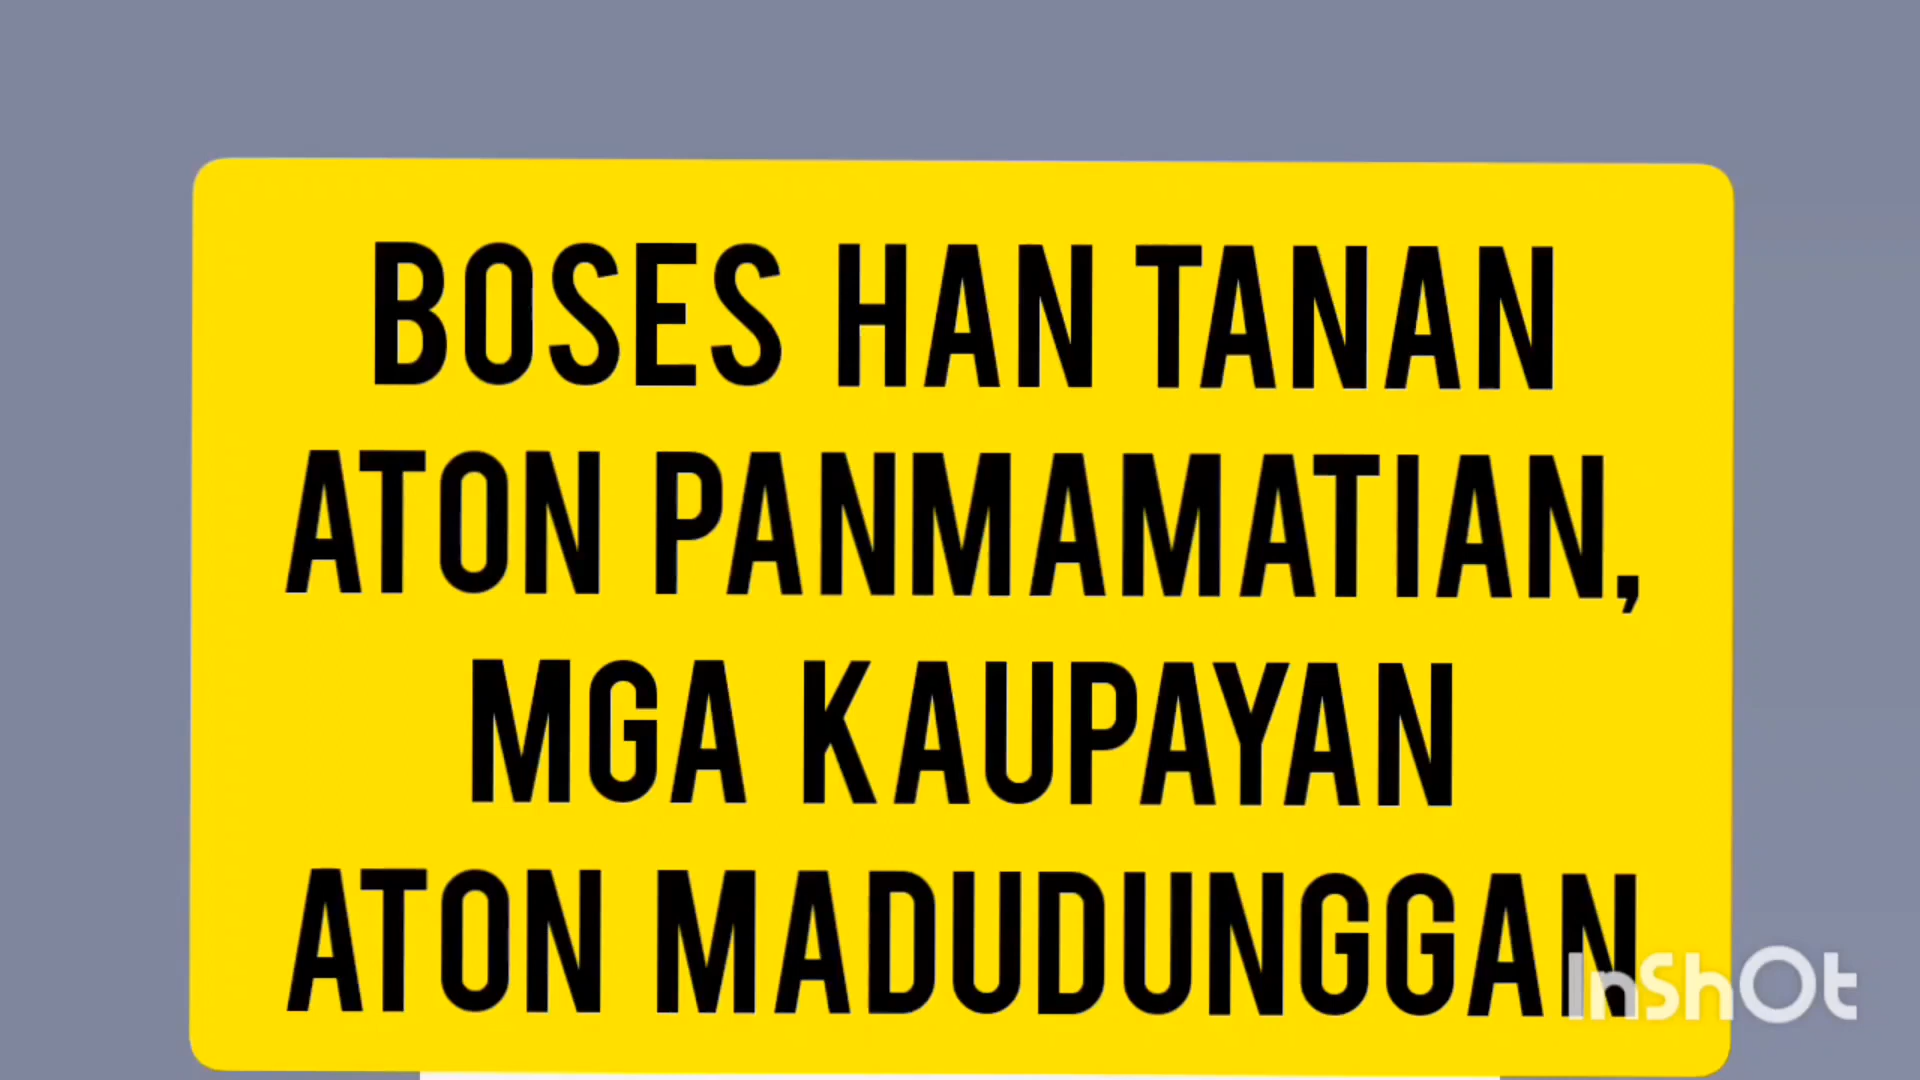 BOSES HAN TANAN
ATON PANMAMATIAN,
MGA KAUPAYAN
ATON MADUDUNGGAN
InShOt